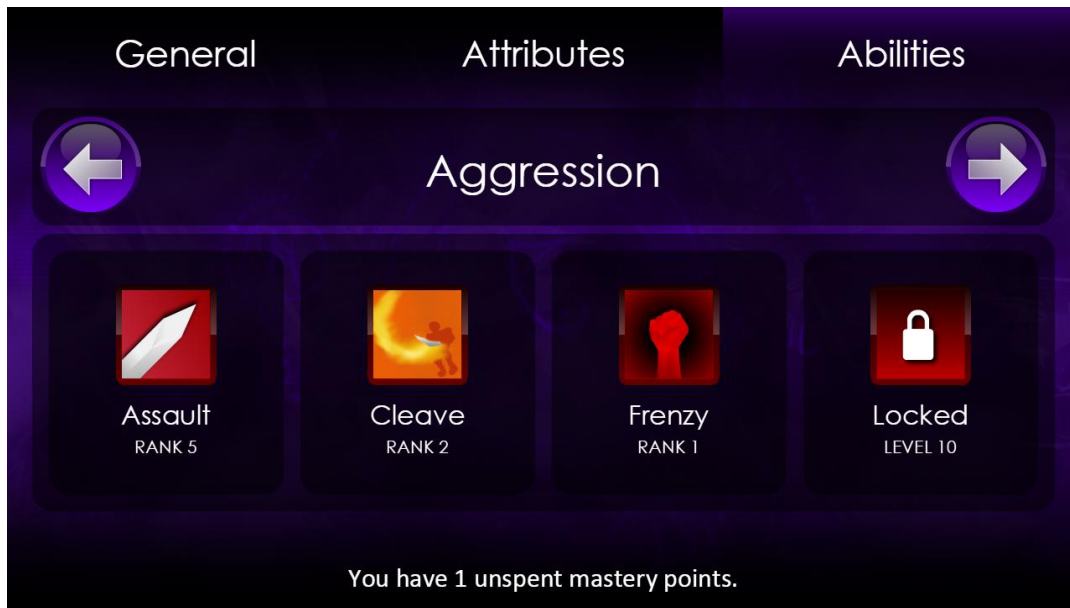 General Attributes Abilities
Aggression
Assault Cleave Frenzy Locked
RANK 5 RANK 2 RANK 1 LEVEL 10
You have 1 unspent mastery points.